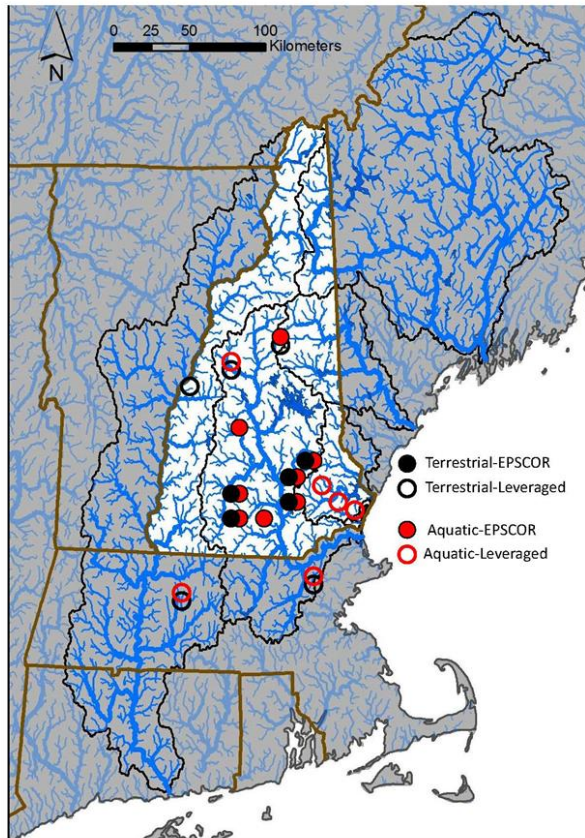 0 25 50 100
Kilometers
N
Terrestrial-EPSCOR
Terrestrial-Leveraged
Aquatic-EPSCOR
Aquatic-Leveraged